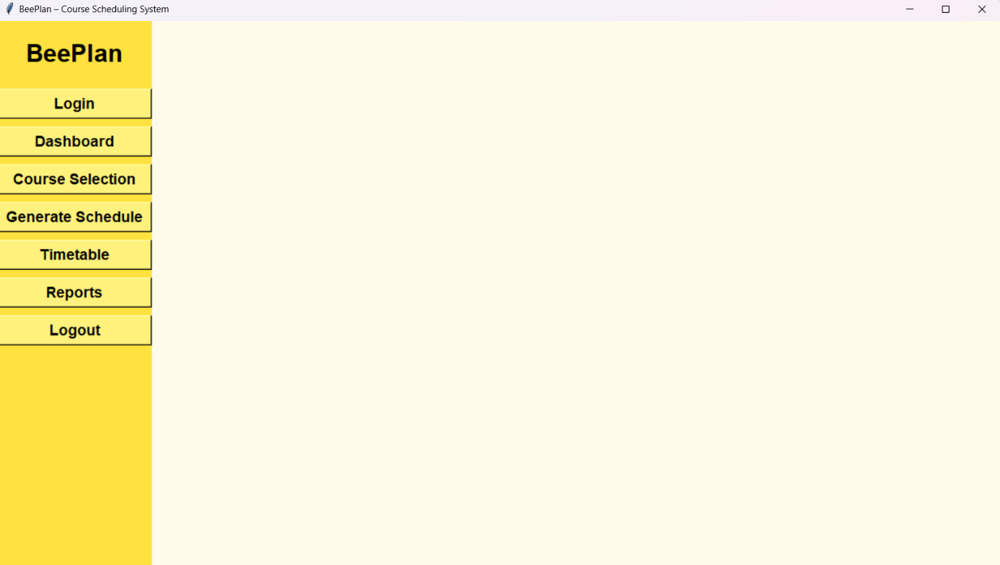 BeePlan – Course Scheduling System
BeePlan
Login
Dashboard
Course Selection
Generate Schedule
Timetable
Reports
Logout